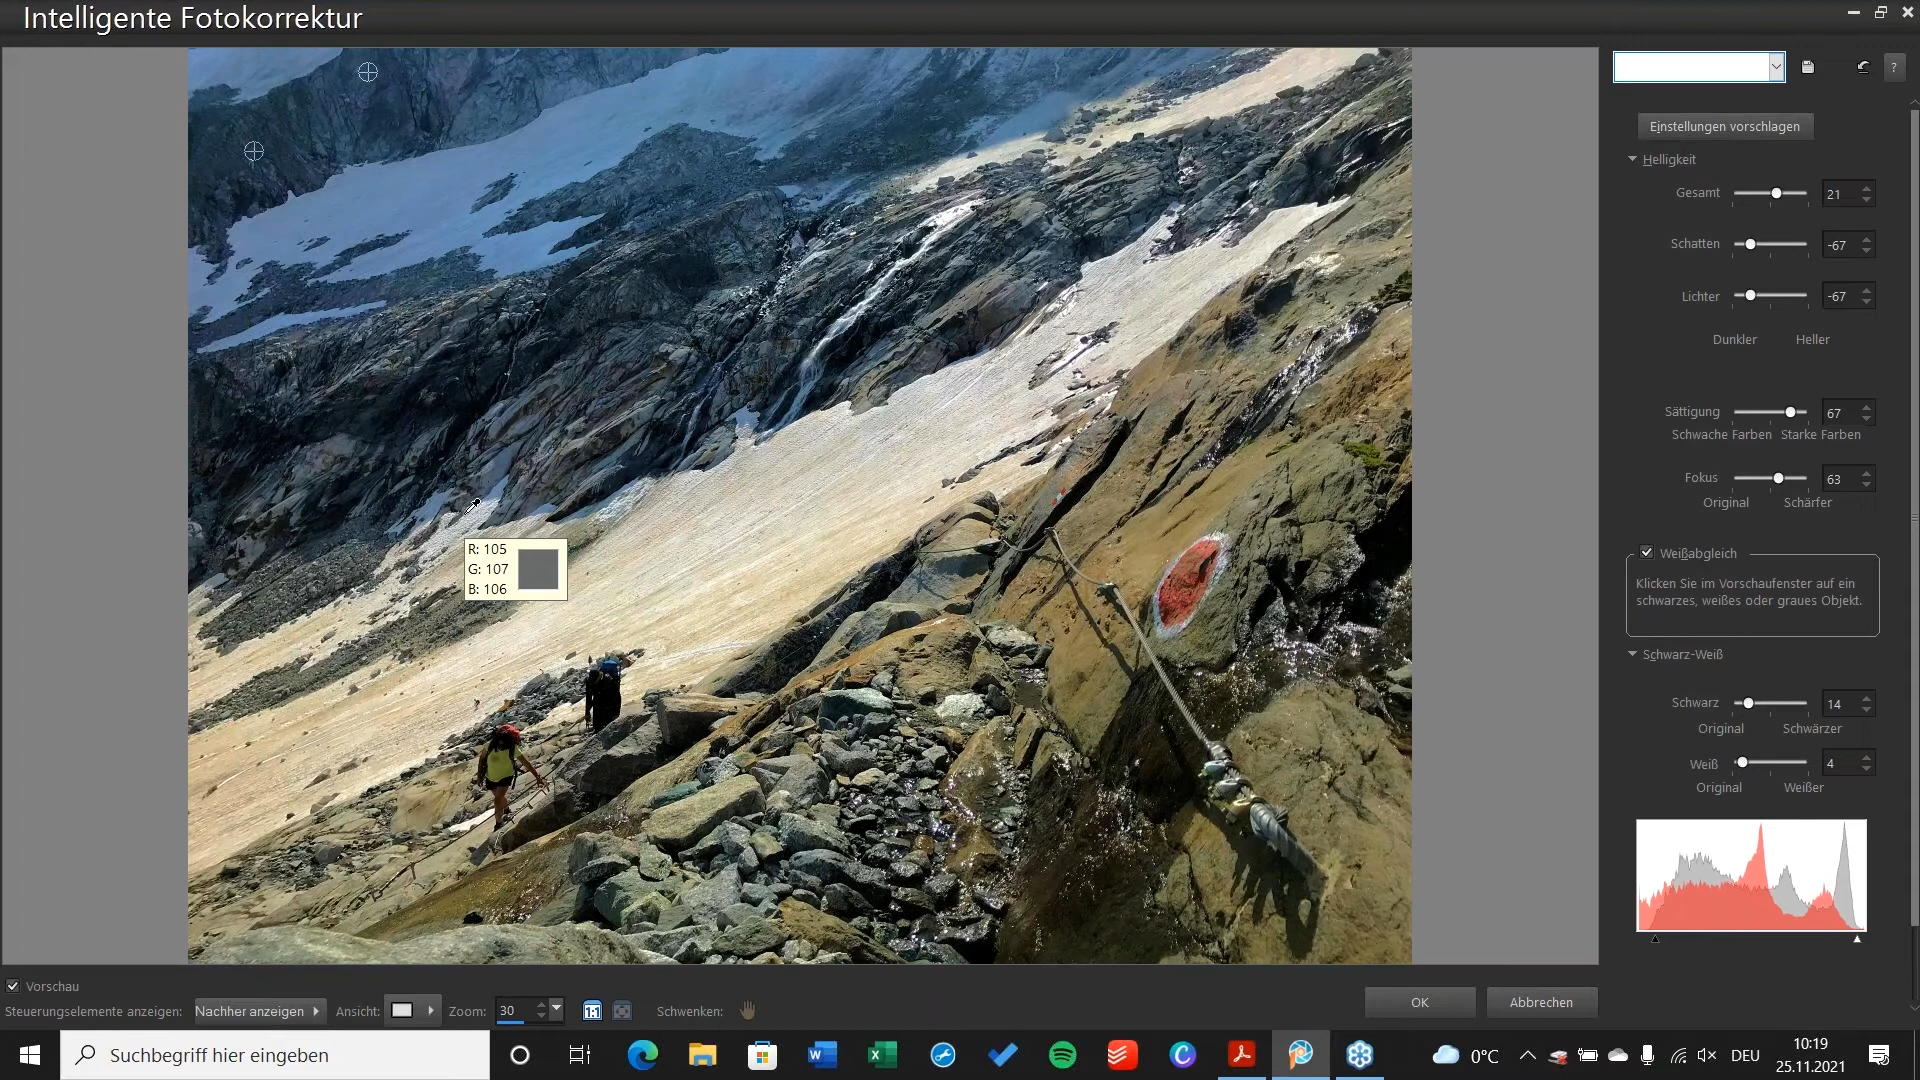 Intelligente Fotokorrektur
?
Einstellungen vorschlagen
Helligkeit
Gesamt 21
Schatten -67
Lichter -67
Dunkler Heller
Sättigung 67
Schwache Farben Starke Farben
Fokus 63
Original Schärfer
R: 105
G: 107
B: 106
Weißabgleich
Klicken Sie im Vorschaufenster auf ein
schwarzes, weißes oder graues Objekt.
Schwarz-Weiß
Schwarz 14
Original Schwärzer
Weiß 4
Original Weißer
Vorschau
Steuerungselemente anzeigen: Nachher anzeigen Ansicht: Zoom: 30 1:1 Schwenken:
OK Abbrechen
Suchbegriff hier eingeben
0°C DEU 10:19
25.11.2021